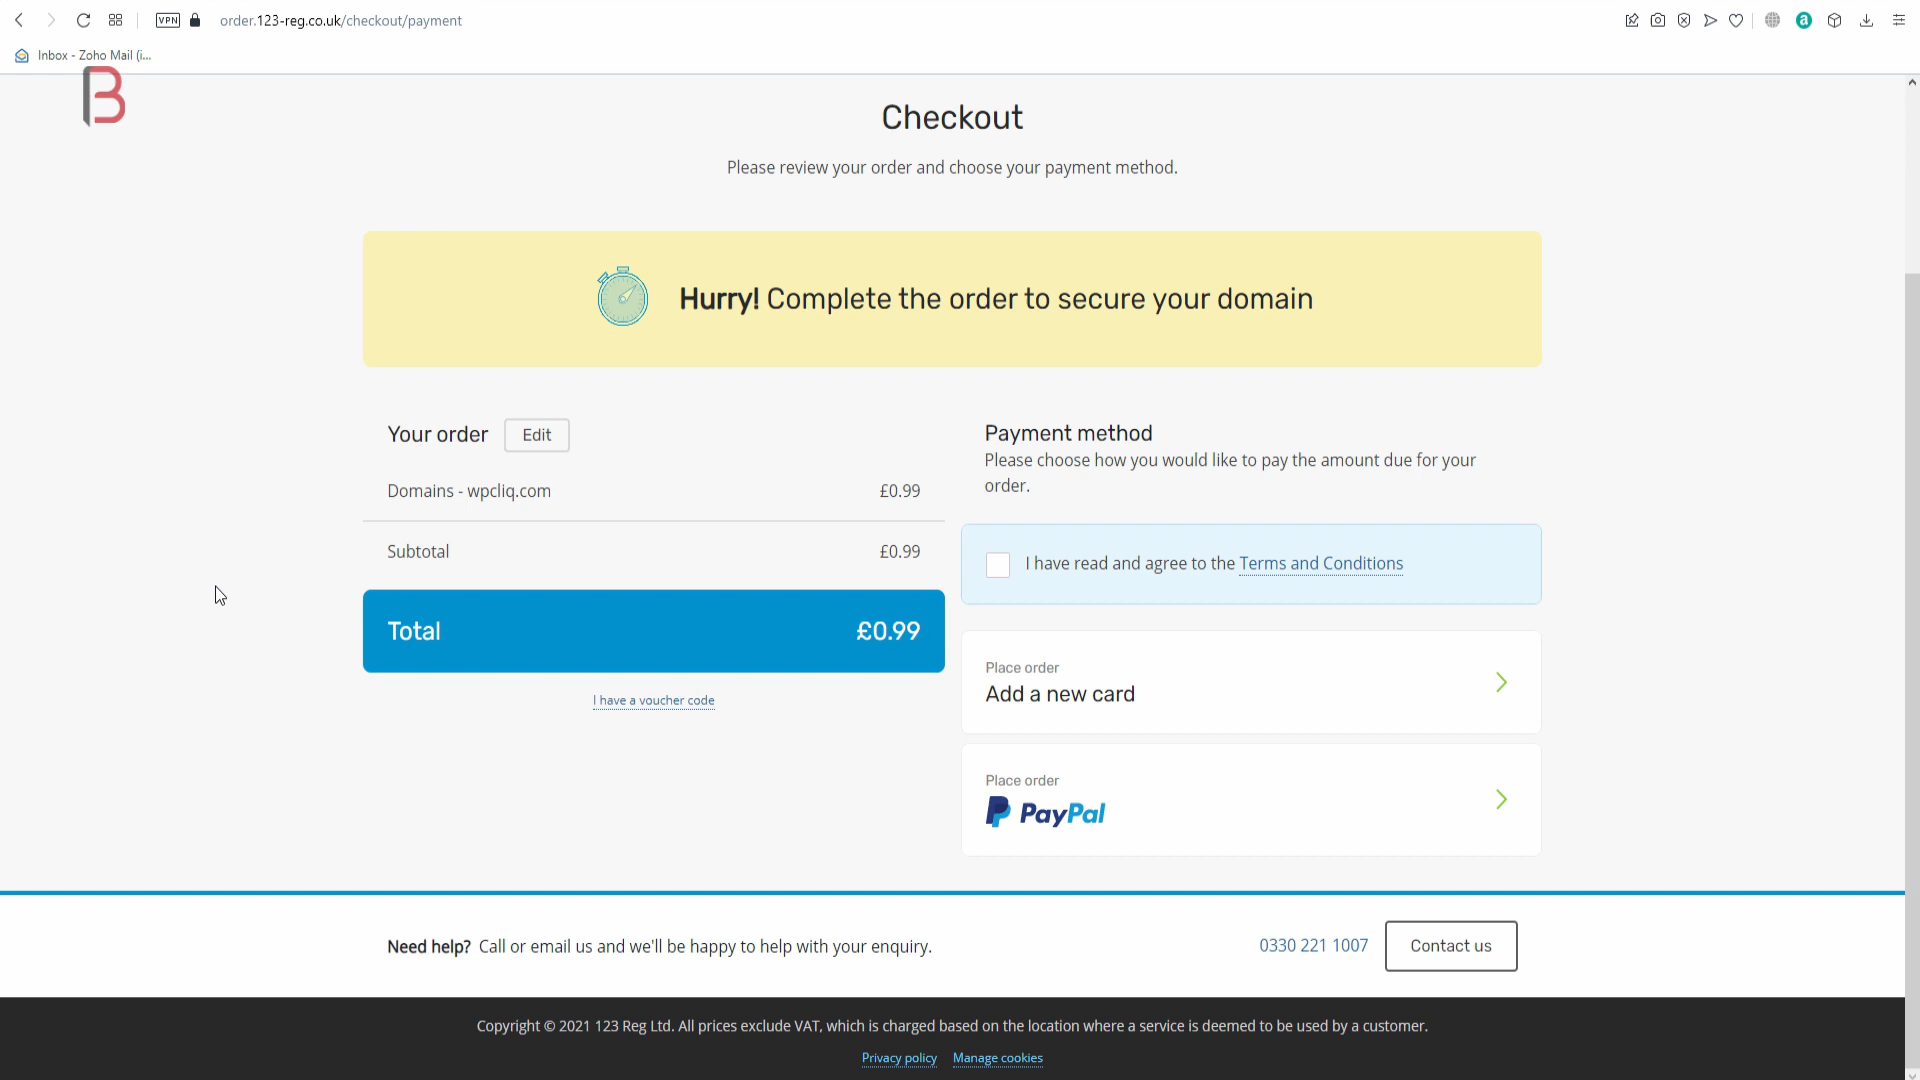 VPN
order.123-reg.co.uk/checkout/payment
a
Inbox - Zoho Mail (i...
B
Checkout
Please review your order and choose your payment method.
Hurry! Complete the order to secure your domain
Your order
Edit
Domains - wpcliq.com £0.99
Subtotal £0.99
Total £0.99
I have a voucher code
Payment method
Please choose how you would like to pay the amount due for your
order.
I have read and agree to the Terms and Conditions
Place order
Add a new card
Place order
PayPal
Need help? Call or email us and we'll be happy to help with your enquiry.
0330 221 1007
Contact us
Copyright © 2021 123 Reg Ltd. All prices exclude VAT, which is charged based on the location where a service is deemed to be used by a customer.
Privacy policy Manage cookies